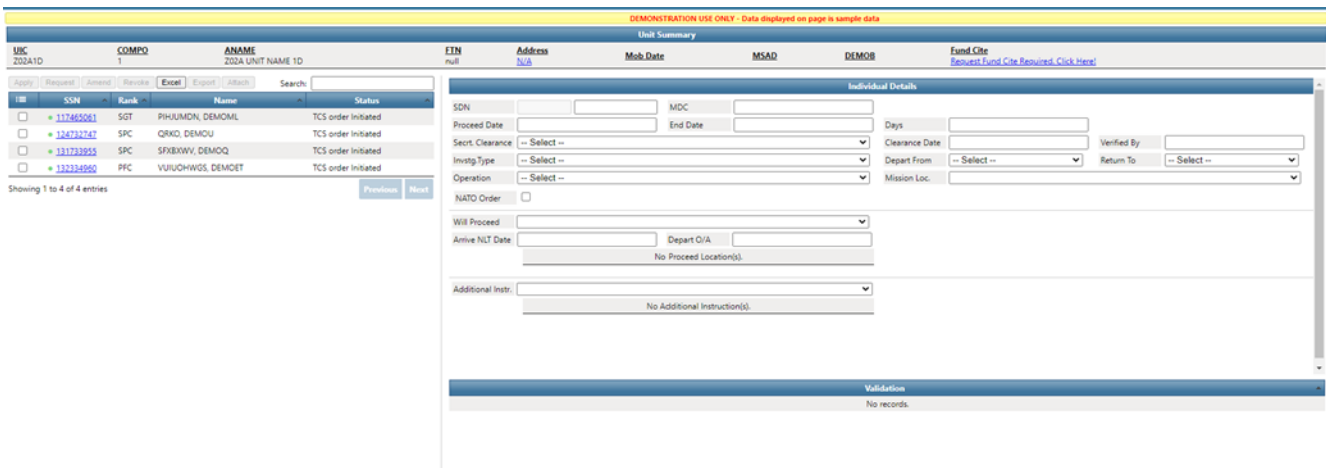 DEMONSTRATION USE ONLY - Data displayed on page is sample data
Unit Summary
UIC COMPO ANAME FTN Address Mob Date MSAD DEMOB Fund Cite
Z02A1D 1 Z02A UNIT NAME 1D null N/A Request Fund Cite Required, Click Here!
Apply Request Amend Revoke Excel Export Attach Search:
SSN Rank Name Status
117465061 SGT PIHJUMDN, DEMOML TCS order Initiated
124732747 SPC QRKO, DEMOU TCS order Initiated
131733955 SPC SFXBXWV, DEMOQ TCS order Initiated
132334960 PFC VUIUOHWGS, DEMOET TCS order Initiated
Showing 1 to 4 of 4 entries Previous Next
Individual Details
SDN MDC
Proceed Date End Date Days
Secrt. Clearance -- Select -- Clearance Date Verified By
Invstg.Type -- Select -- Depart From -- Select -- Return To -- Select --
Operation -- Select -- Mission Loc.
NATO Order
Will Proceed
Arrive NLT Date Depart O/A
No Proceed Location(s).
Additional Instr.
No Additional Instruction(s).
Validation
No records.